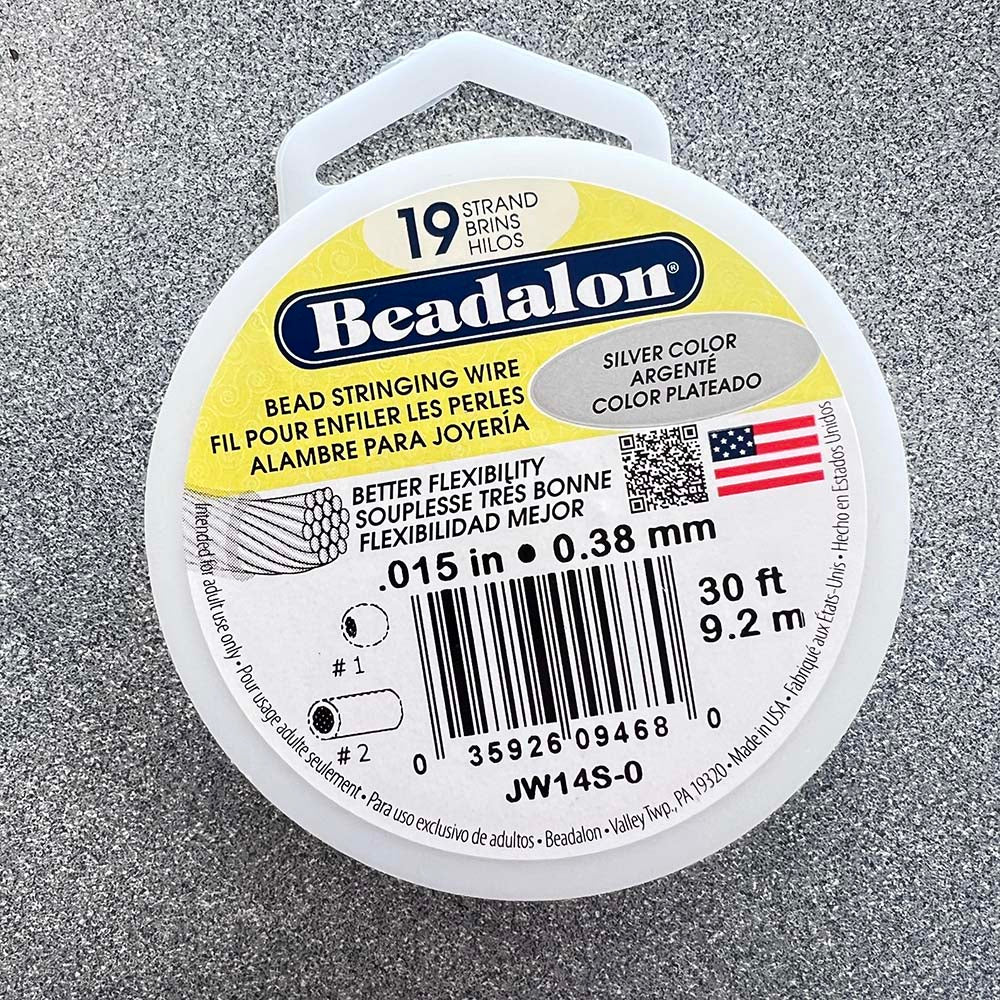 19 STRAND
BRINS
HILOS
Beadalon®
BEAD STRINGING WIRE
FIL POUR ENFILER LES PERLES
ALAMBRE PARA JOYERÍA
SILVER COLOR
ARGENTÉ
COLOR PLATEADO
BETTER FLEXIBILITY
SOUPLESSE TRÈS BONNE
FLEXIBILIDAD MEJOR
.015 in • 0.38 mm
30 ft
9.2 m
#1
#2
0 35926 09468 0
JW14S-0
Intended for adult use only • Pour usage adulte seulement • Para uso exclusivo de adultos • Beadalon • Valley Twp., PA 19320 • Made in USA • Fabriqué aux États-Unis • Hecho en Estados Unidos